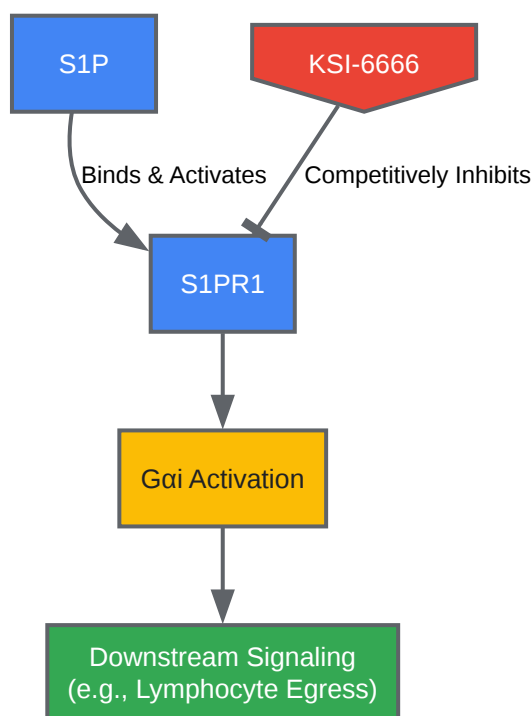 S1P
KSI-6666
Binds & Activates
Competitively Inhibits
S1PR1
Gαi Activation
Downstream Signaling
(e.g., Lymphocyte Egress)